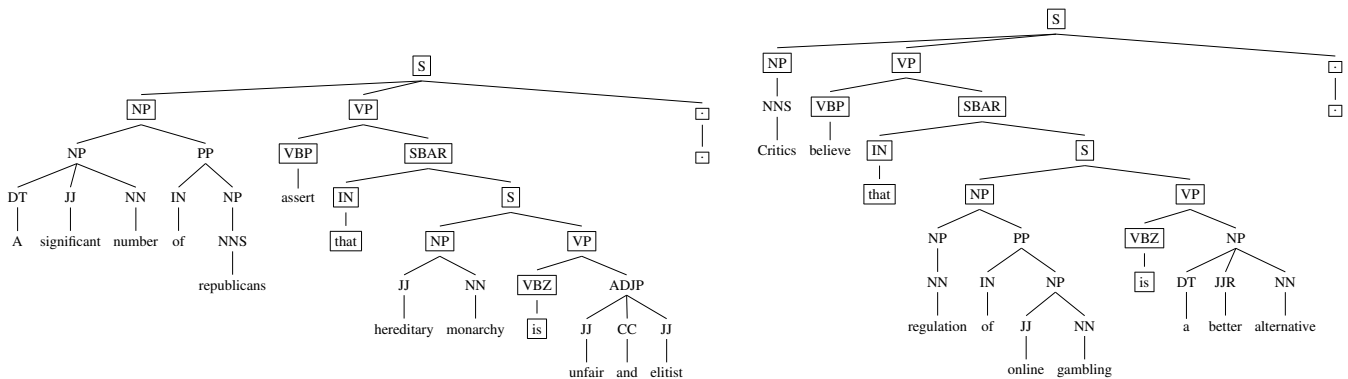 S
NP VP .
NP PP VBP SBAR .
DT JJ NN IN NP assert IN S
A significant number of NNS that NP VP
republicans JJ NN VBZ ADJP
hereditary monarchy is JJ CC JJ
unfair and elitist
S
NP VP .
NNS VBP SBAR .
Critics believe IN S
that NP VP
NP PP VBZ NP
NN IN NP is DT JJR NN
regulation of JJ NN a better alternative
online gambling